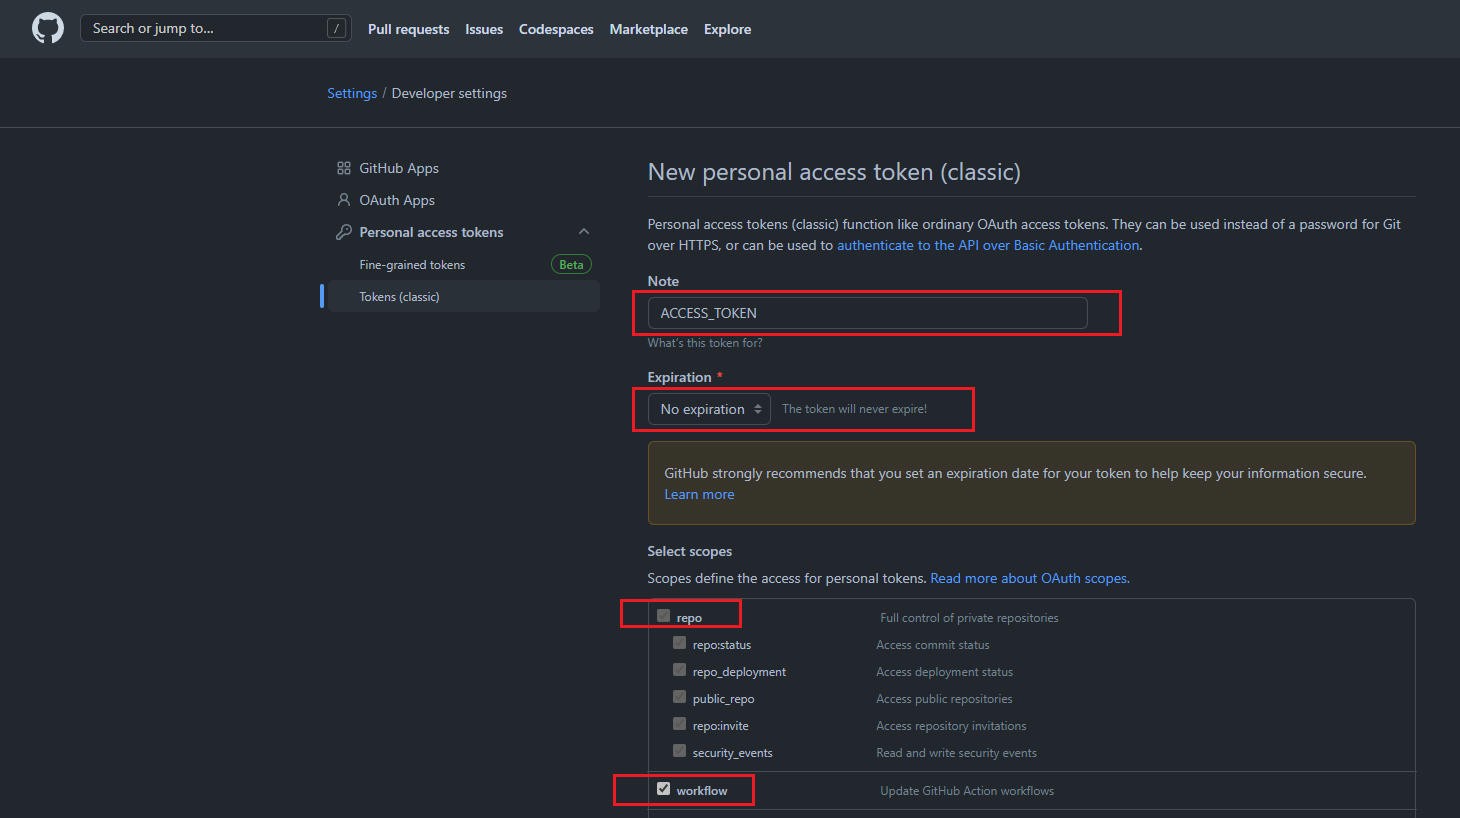 Search or jump to... / Pull requests Issues Codespaces Marketplace Explore
Settings / Developer settings
GitHub Apps
OAuth Apps
Personal access tokens
Fine-grained tokens Beta
Tokens (classic)
New personal access token (classic)
Personal access tokens (classic) function like ordinary OAuth access tokens. They can be used instead of a password for Git
over HTTPS, or can be used to authenticate to the API over Basic Authentication.
Note
ACCESS_TOKEN
What's this token for?
Expiration *
No expiration The token will never expire!
GitHub strongly recommends that you set an expiration date for your token to help keep your information secure.
Learn more
Select scopes
Scopes define the access for personal tokens. Read more about OAuth scopes.
repo Full control of private repositories
repo:status Access commit status
repo_deployment Access deployment status
public_repo Access public repositories
repo:invite Access repository invitations
security_events Read and write security events
workflow Update GitHub Action workflows